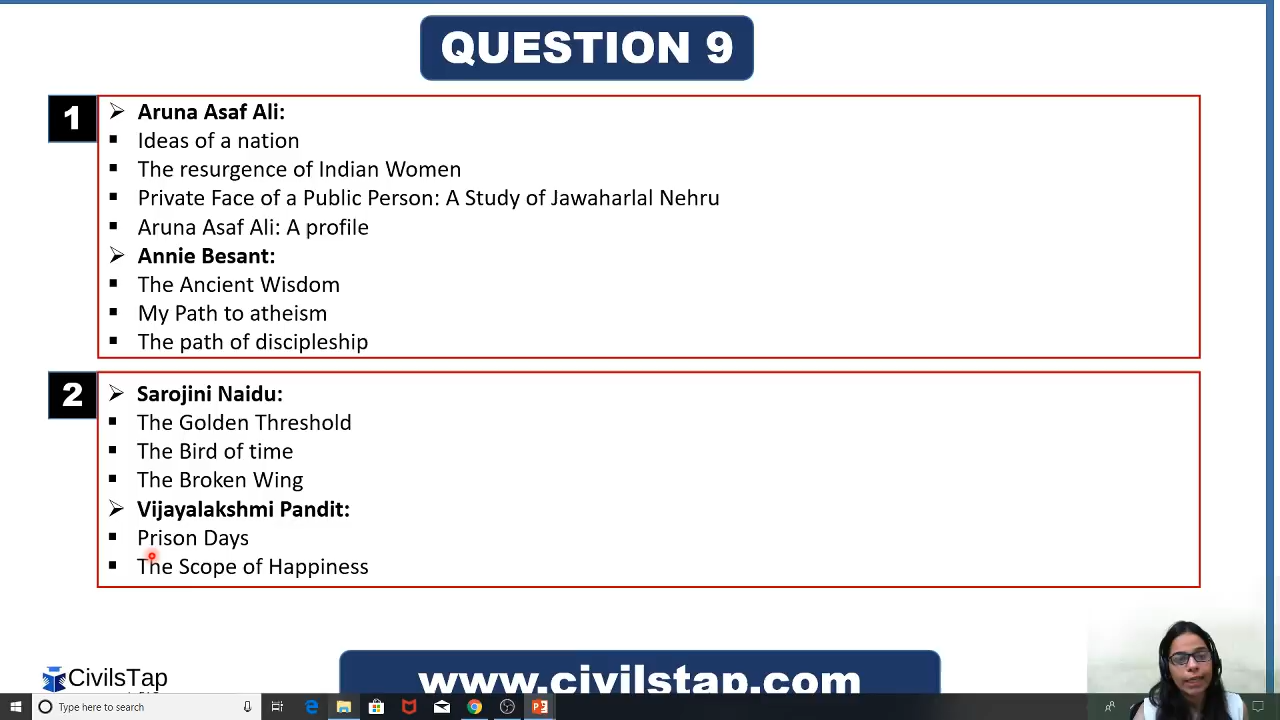 QUESTION 9
1
➢ Aruna Asaf Ali:
▪ Ideas of a nation
▪ The resurgence of Indian Women
▪ Private Face of a Public Person: A Study of Jawaharlal Nehru
▪ Aruna Asaf Ali: A profile
➢ Annie Besant:
▪ The Ancient Wisdom
▪ My Path to atheism
▪ The path of discipleship
2
➢ Sarojini Naidu:
▪ The Golden Threshold
▪ The Bird of time
▪ The Broken Wing
➢ Vijayalakshmi Pandit:
▪ Prison Days
▪ The Scope of Happiness
CivilsTap
www.civilstap.com
Type here to search